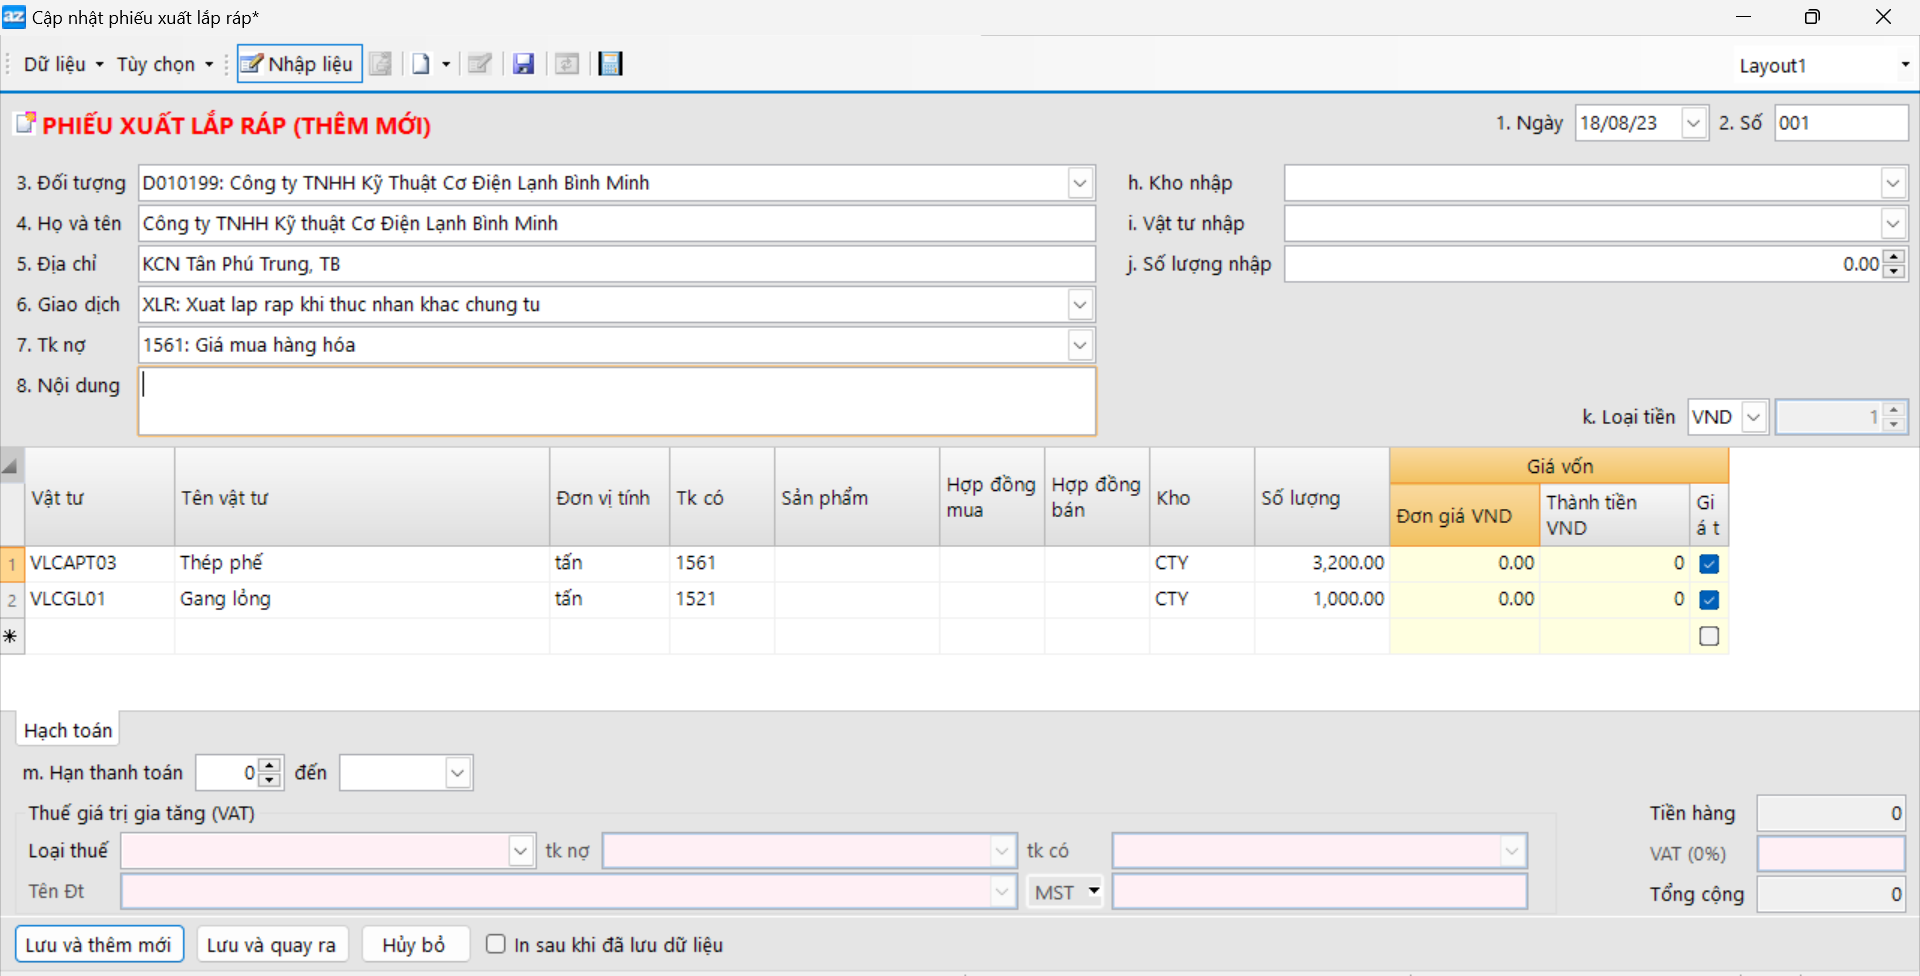 az Cập nhật phiếu xuất lắp ráp*
Dữ liệu Tùy chọn Nhập liệu Layout1
PHIẾU XUẤT LẮP RÁP (THÊM MỚI) 1. Ngày 18/08/23 2. Số 001
3. Đối tượng D010199: Công ty TNHH Kỹ Thuật Cơ Điện Lạnh Bình Minh h. Kho nhập
4. Họ và tên Công ty TNHH Kỹ thuật Cơ Điện Lạnh Bình Minh i. Vật tư nhập
5. Địa chỉ KCN Tân Phú Trung, TB j. Số lượng nhập 0.00
6. Giao dịch XLR: Xuat lap rap khi thuc nhan khac chung tu
7. Tk nợ 1561: Giá mua hàng hóa
8. Nội dung
k. Loại tiền VND 1
Vật tư Tên vật tư Đơn vị tính Tk có Sản phẩm Hợp đồng mua Hợp đồng bán Kho Số lượng Giá vốn Đơn giá VND Thành tiền VND Gi á t
1 VLCAPT03 Thép phế tấn 1561 CTY 3,200.00 0.00 0
2 VLCGL01 Gang lỏng tấn 1521 CTY 1,000.00 0.00 0
Hạch toán
m. Hạn thanh toán 0 đến
Thuế giá trị gia tăng (VAT) Tiền hàng 0
Loại thuế tk nợ tk có VAT (0%)
Tên Đt MST Tổng cộng 0
Lưu và thêm mới Lưu và quay ra Hủy bỏ In sau khi đã lưu dữ liệu